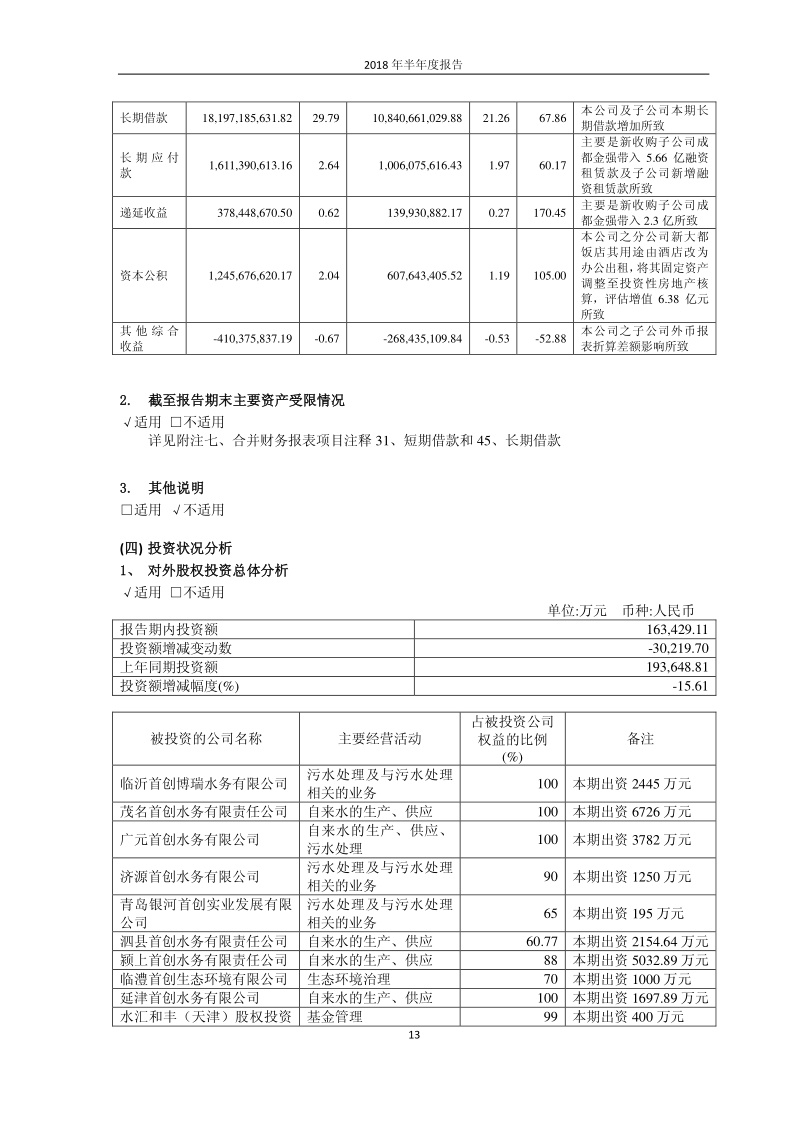 2018 年半年度报告
长期借款 18,197,185,631.82 29.79 10,840,661,029.88 21.26 67.86 本公司及子公司本期长
期借款增加所致
长期应付
款 1,611,390,613.16 2.64 1,006,075,616.43 1.97 60.17 主要是新收购子公司成
都金强带入 5.66 亿融资
租赁款及子公司新增融
资租赁款所致
递延收益 378,448,670.50 0.62 139,930,882.17 0.27 170.45 主要是新收购子公司成
都金强带入 2.3 亿所致
资本公积 1,245,676,620.17 2.04 607,643,405.52 1.19 105.00 本公司之分公司新大都
饭店其用途由酒店改为
办公出租，将其固定资产
调整至投资性房地产核
算，评估增值 6.38 亿元
所致
其他综合
收益 -410,375,837.19 -0.67 -268,435,109.84 -0.53 -52.88 本公司之子公司外币报
表折算差额影响所致
2. 截至报告期末主要资产受限情况
√适用 □不适用
详见附注七、合并财务报表项目注释 31、短期借款和 45、长期借款
3. 其他说明
□适用 √不适用
(四) 投资状况分析
1、 对外股权投资总体分析
√适用 □不适用
单位:万元 币种:人民币
报告期内投资额 163,429.11
投资额增减变动数 -30,219.70
上年同期投资额 193,648.81
投资额增减幅度(%) -15.61
被投资的公司名称 主要经营活动 占被投资公司
权益的比例
(%) 备注
临沂首创博瑞水务有限公司 污水处理及与污水处理
相关的业务 100 本期出资 2445 万元
茂名首创水务有限责任公司 自来水的生产、供应 100 本期出资 6726 万元
广元首创水务有限公司 自来水的生产、供应、
污水处理 100 本期出资 3782 万元
济源首创水务有限公司 污水处理及与污水处理
相关的业务 90 本期出资 1250 万元
青岛银河首创实业发展有限
公司 污水处理及与污水处理
相关的业务 65 本期出资 195 万元
泗县首创水务有限责任公司 自来水的生产、供应 60.77 本期出资 2154.64 万元
颍上首创水务有限责任公司 自来水的生产、供应 88 本期出资 5032.89 万元
临澧首创生态环境有限公司 生态环境治理 70 本期出资 1000 万元
延津首创水务有限公司 自来水的生产、供应 100 本期出资 1697.89 万元
水汇和丰（天津）股权投资 基金管理 99 本期出资 400 万元
13